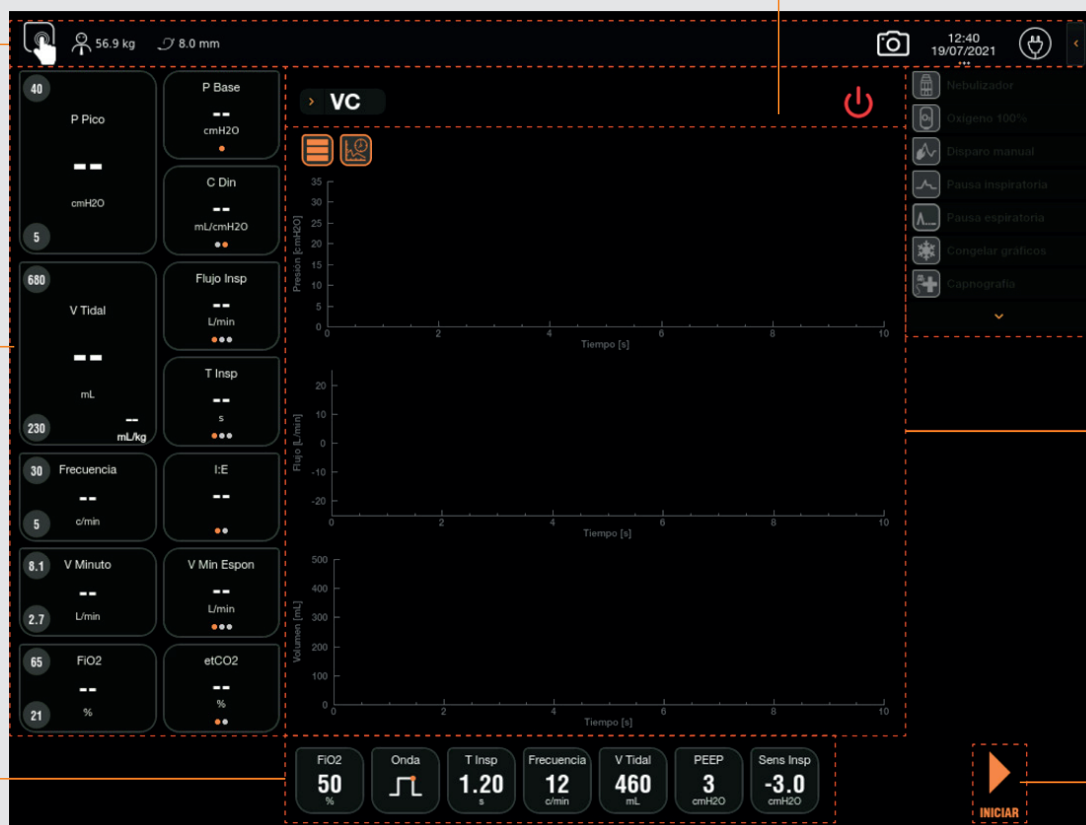 56.9 kg 8.0 mm
12:40
19/07/2021
40
P Pico
--
cmH2O
5
P Base
--
cmH2O
C Din
--
mL/cmH2O
680
V Tidal
--
mL
--
mL/kg
230
Flujo Insp
--
L/min
T Insp
--
s
30 Frecuencia
--
5 c/min
I:E
--
8.1 V Minuto
--
2.7 L/min
V Min Espon
--
L/min
65 FiO2
--
21 %
etCO2
--
%
VC
Presión [cmH2O]
35
30
25
20
15
10
5
0
0 2 4 6 8 10
Tiempo [s]
Flujo [L/min]
20
10
0
-10
-20
0 2 4 6 8 10
Tiempo [s]
Volumen [mL]
500
400
300
200
100
0
0 2 4 6 8 10
Tiempo [s]
Nebulizador
Oxígeno 100%
Disparo manual
Pausa inspiratoria
Pausa espiratoria
Congelar gráficos
Capnografía
FiO2
50
%
Onda
T Insp
1.20
s
Frecuencia
12
c/min
V Tidal
460
mL
PEEP
3
cmH2O
Sens Insp
-3.0
cmH2O
INICIAR